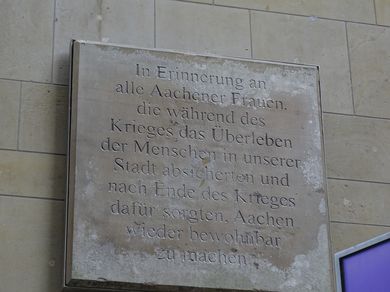 In Erinnerung an
alle Aachener Frauen,
die während des
Krieges das Überleben
der Menschen in unserer
Stadt absicherten und
nach Ende des Krieges
dafür sorgten, Aachen
wieder bewohnbar
zu machen.